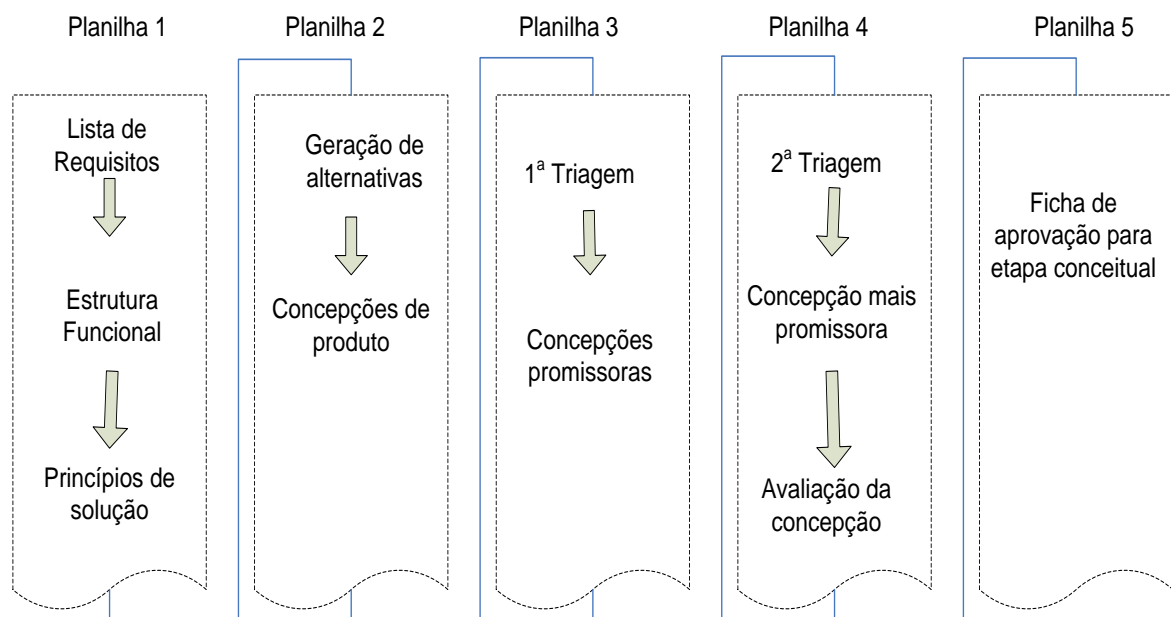 Planilha 1
Planilha 2
Planilha 3
Planilha 4
Planilha 5
Lista de
Requisitos
Estrutura
Funcional
Princípios de
solução
Geração de
alternativas
Concepções de
produto
1ª Triagem
Concepções
promissoras
2ª Triagem
Concepção mais
promissora
Avaliação da
concepção
Ficha de
aprovação para
etapa conceitual